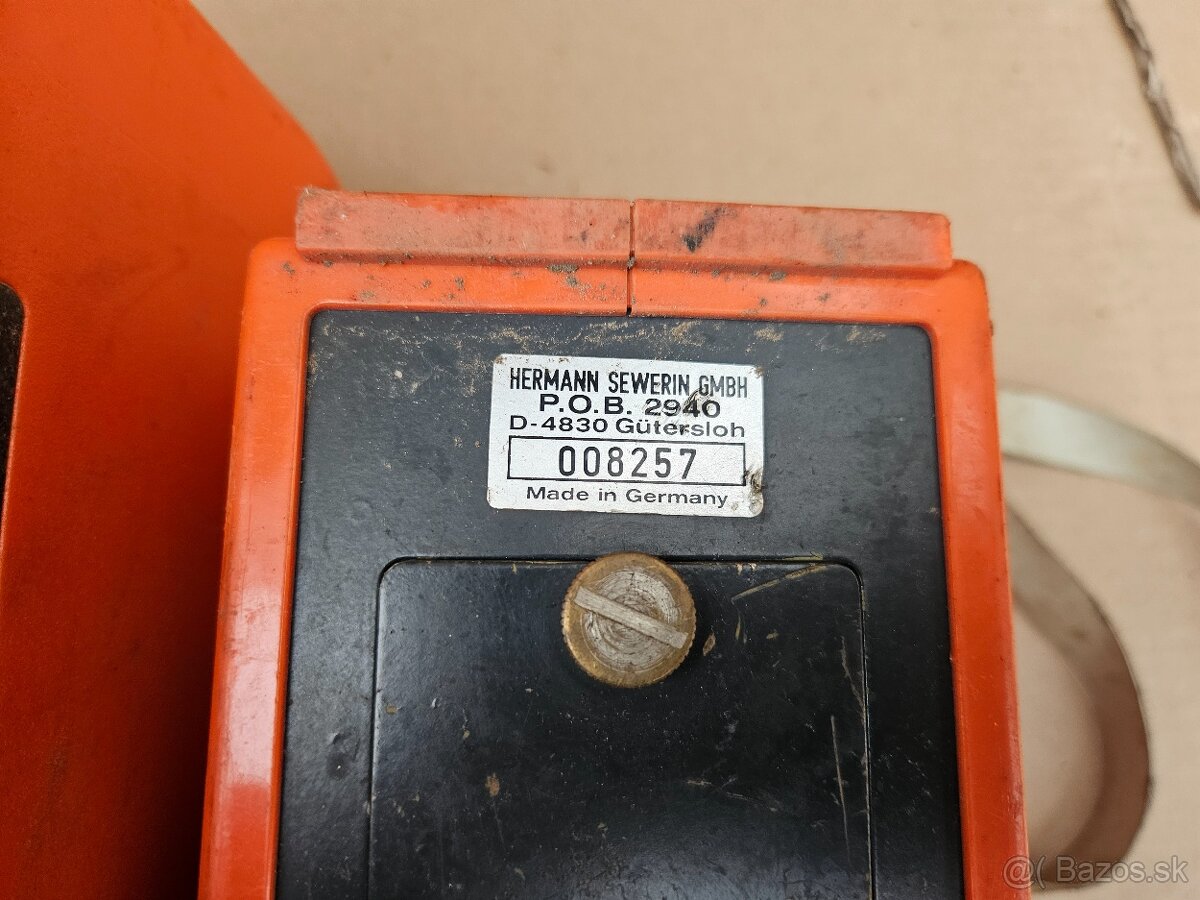 HERMANN SEWERIN GMBH
P.O.B. 2940
D-4830 Gütersloh
008257
Made in Germany
@( Bazos.sk